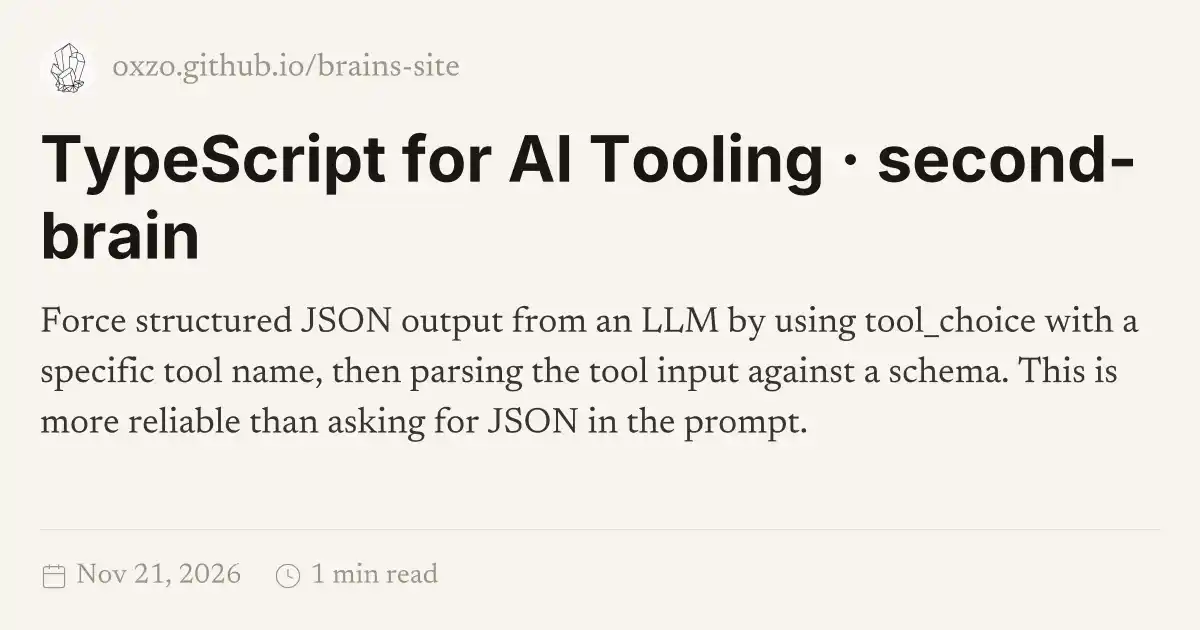 oxzo.github.io/brains-site
TypeScript for AI Tooling · second-
brain
Force structured JSON output from an LLM by using tool_choice with a
specific tool name, then parsing the tool input against a schema. This is
more reliable than asking for JSON in the prompt.
Nov 21, 2026 1 min read